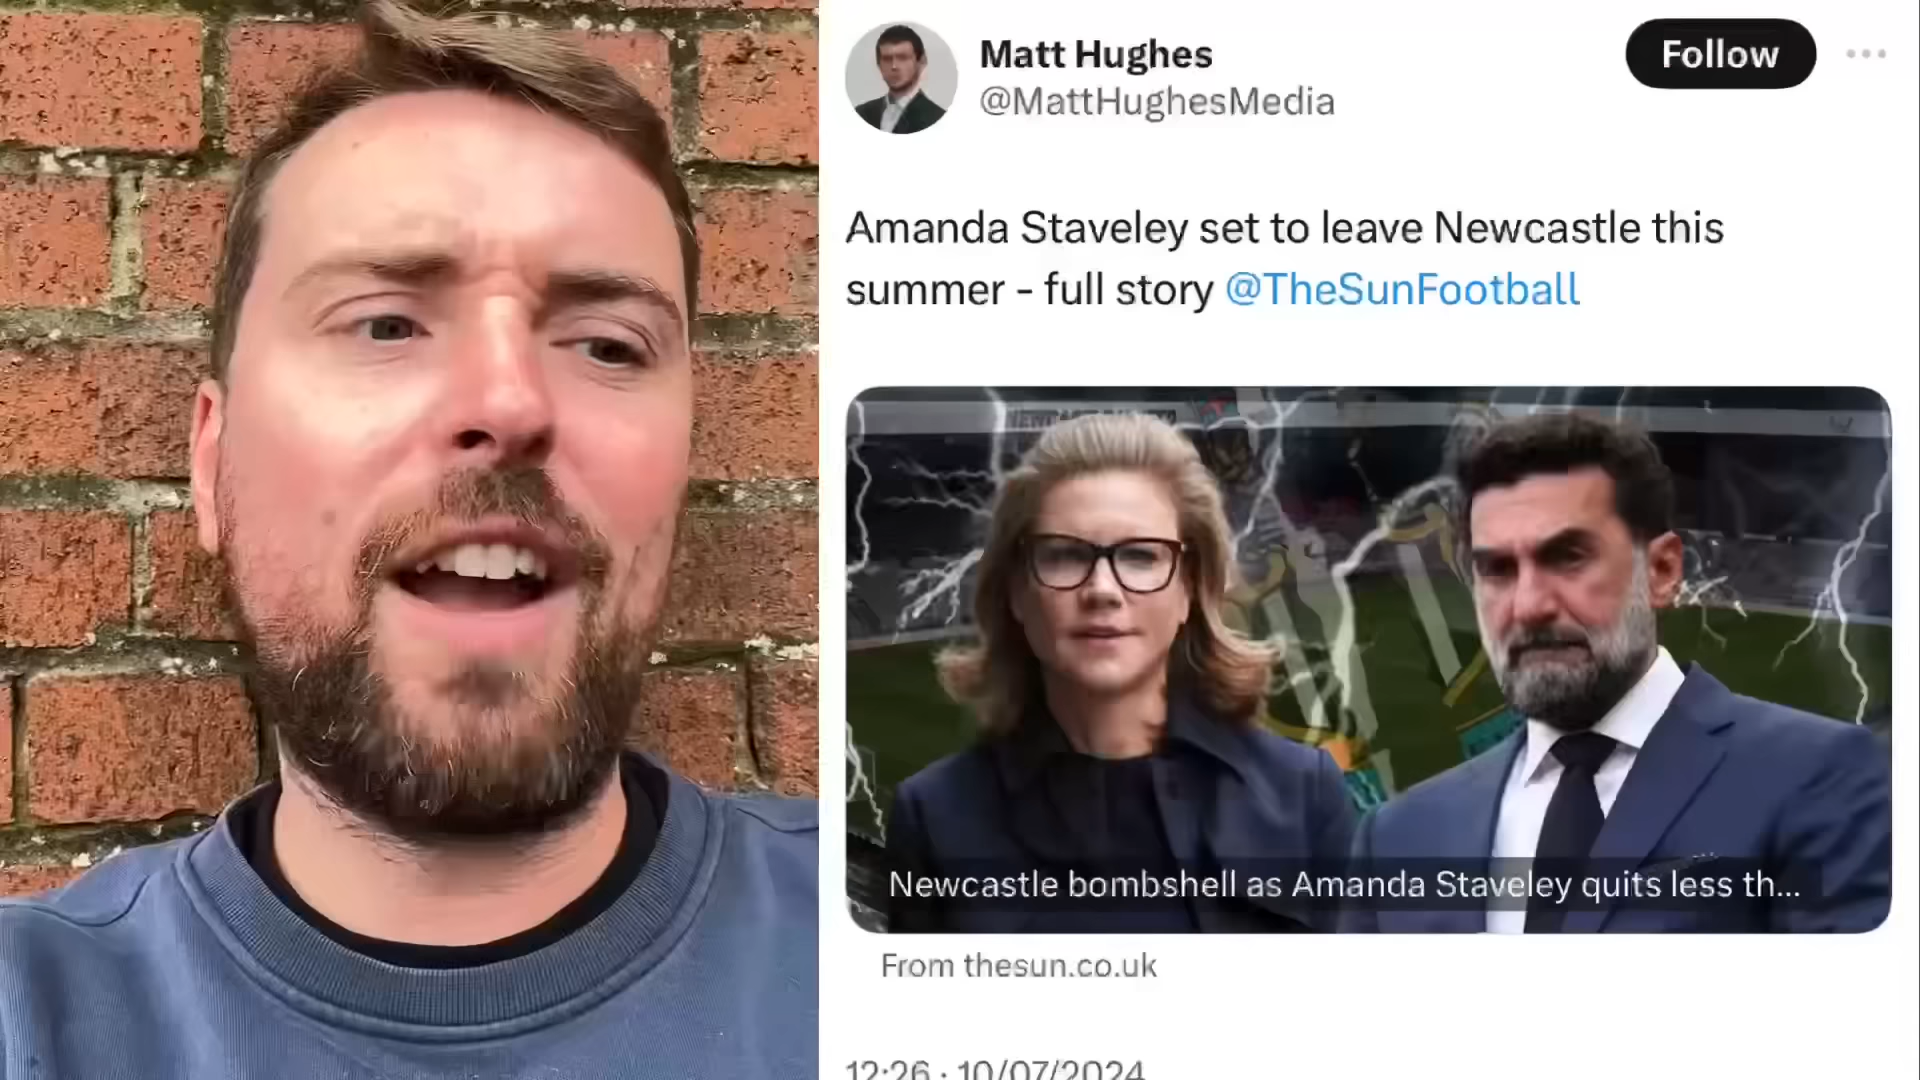 Matt Hughes
@MattHughesMedia
Follow
Amanda Staveley set to leave Newcastle this
summer - full story @TheSunFootball
Newcastle bombshell as Amanda Staveley quits less th...
From thesun.co.uk
12:26 · 10/07/2024